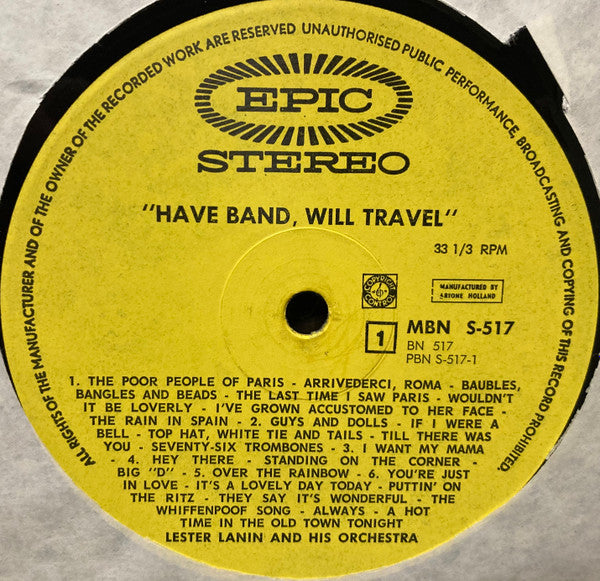 ALL RIGHTS OF THE MANUFACTURER AND OF THE OWNER OF THE RECORDED WORK ARE RESERVED UNAUTHORISED PUBLIC PERFORMANCE, BROADCASTING AND COPYING OF THIS RECORD PROHIBITED.
EPIC
STEREO
"HAVE BAND, WILL TRAVEL"
33 1/3 RPM
COPYRIGHT
CONTROL
MANUFACTURED BY
ARTONE HOLLAND
1
MBN S-517
BN 517
PBN S-517-1
1. THE POOR PEOPLE OF PARIS - ARRIVEDERCI, ROMA - BAUBLES,
BANGLES AND BEADS - THE LAST TIME I SAW PARIS - WOULDN'T
IT BE LOVERLY - I'VE GROWN ACCUSTOMED TO HER FACE -
THE RAIN IN SPAIN - 2. GUYS AND DOLLS - IF I WERE A
BELL - TOP HAT, WHITE TIE AND TAILS - TILL THERE WAS
YOU - SEVENTY-SIX TROMBONES - 3. I WANT MY MAMA
- 4. HEY THERE - STANDING ON THE CORNER -
BIG "D" - 5. OVER THE RAINBOW - 6. YOU'RE JUST
IN LOVE - IT'S A LOVELY DAY TODAY - PUTTIN' ON
THE RITZ - THEY SAY IT'S WONDERFUL - THE
WHIFFENPOOF SONG - ALWAYS - A HOT
TIME IN THE OLD TOWN TONIGHT
LESTER LANIN AND HIS ORCHESTRA